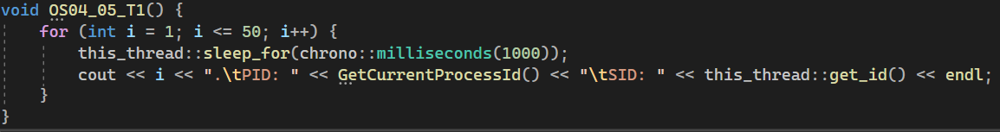 void OS04_05_T1() {
    for (int i = 1; i <= 50; i++) {
        this_thread::sleep_for(chrono::milliseconds(1000));
        cout << i << ".\tPID: " << GetCurrentProcessId() << "\tSID: " << this_thread::get_id() << endl;
    }
}